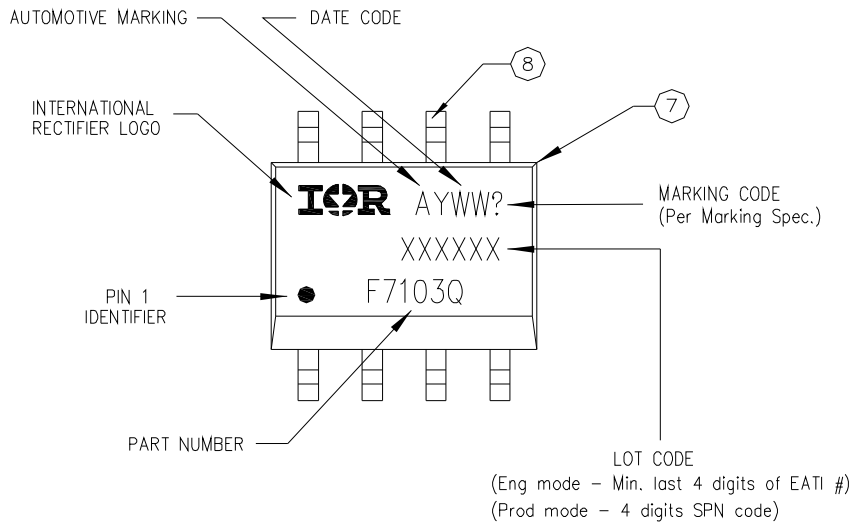 AUTOMOTIVE MARKING
DATE CODE
8
INTERNATIONAL
RECTIFIER LOGO
7
IOR
AYWW?
MARKING CODE
(Per Marking Spec.)
XXXXXX
PIN 1
IDENTIFIER
F7103Q
PART NUMBER
LOT CODE
(Eng mode - Min. last 4 digits of EATI #)
(Prod mode - 4 digits SPN code)